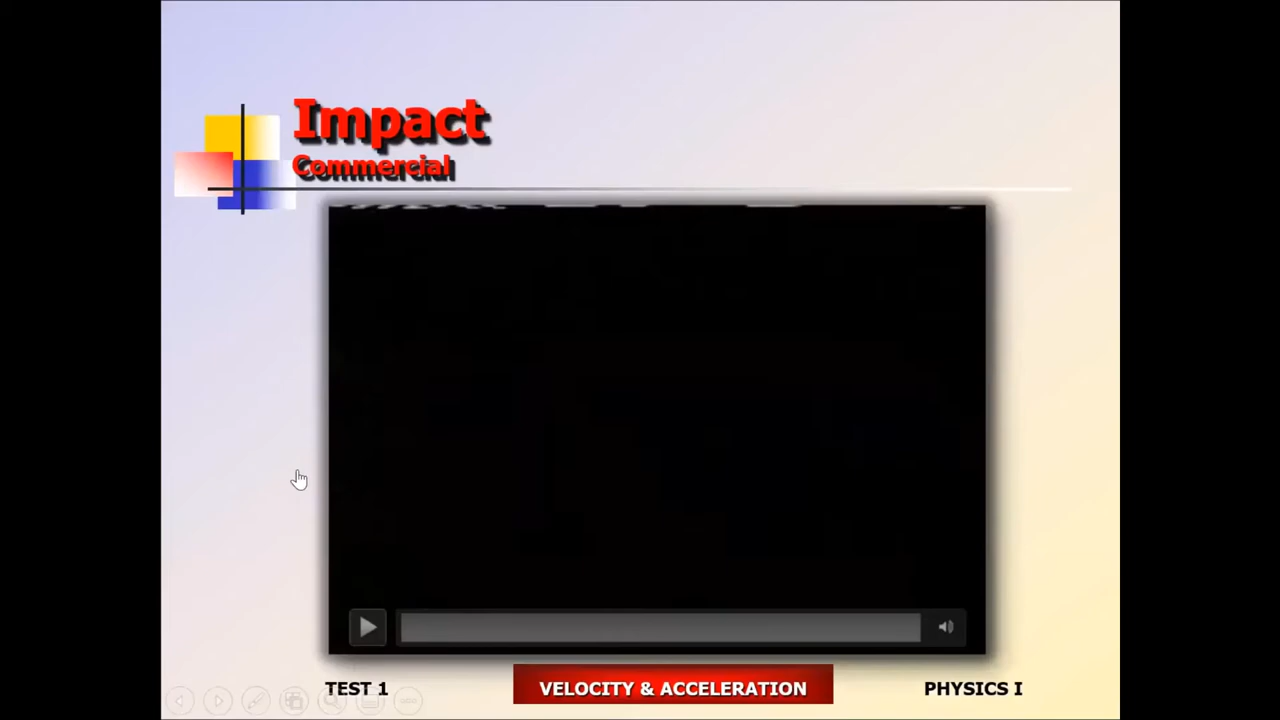 Impact
Commercial
TEST 1
VELOCITY & ACCELERATION
PHYSICS I